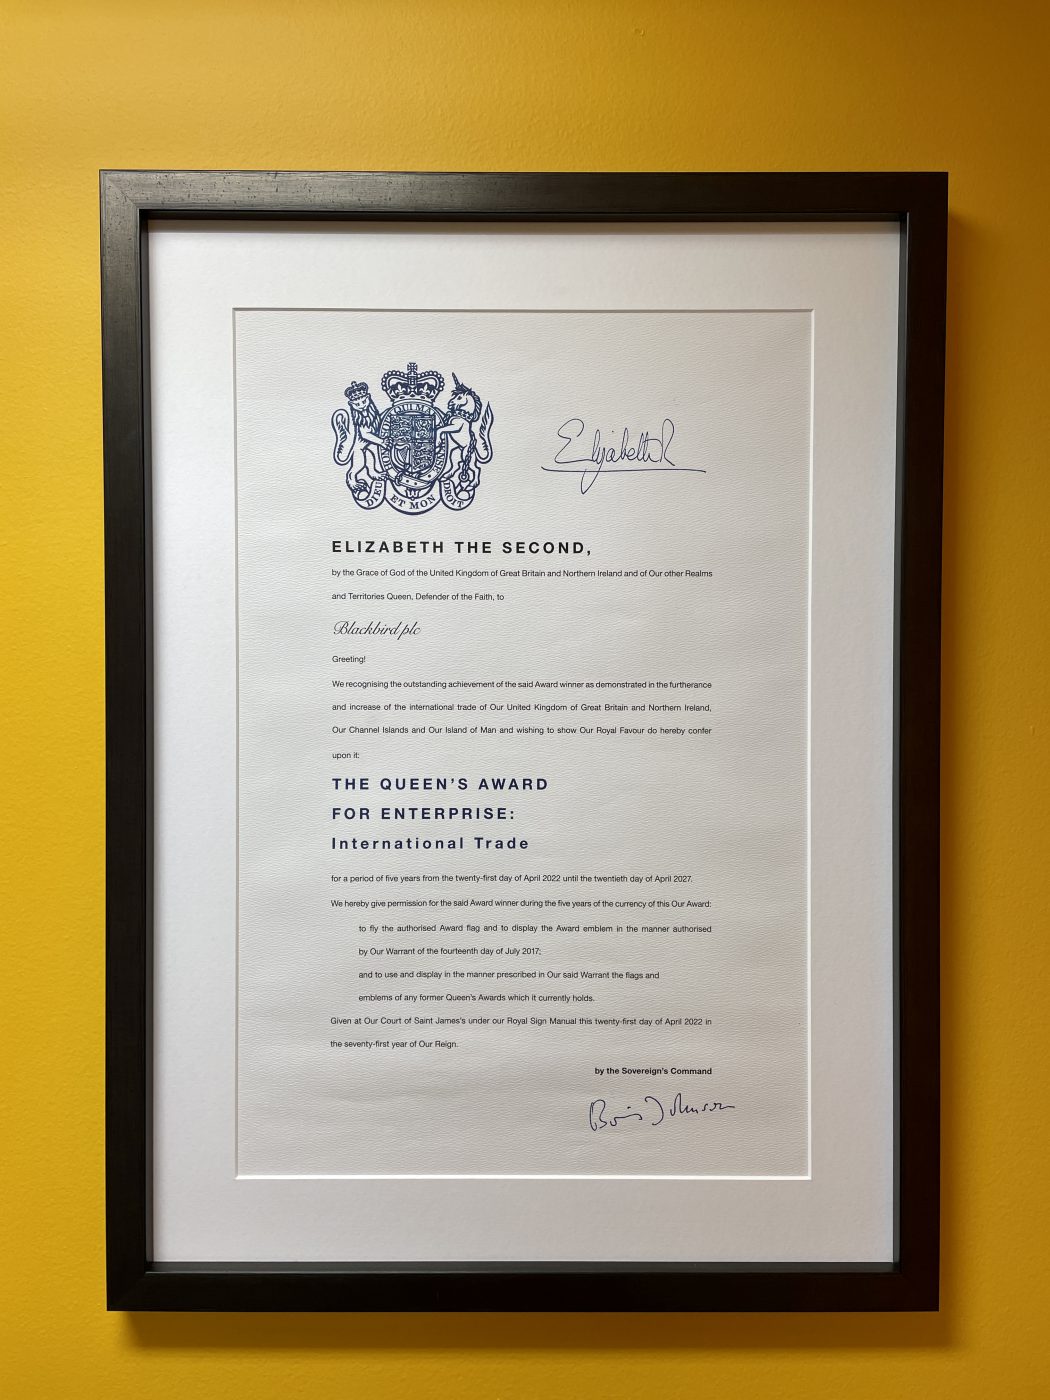 QUI MA
DIEU ET MON DROIT
Elizabeth R
ELIZABETH THE SECOND,
by the Grace of God of the United Kingdom of Great Britain and Northern Ireland and of Our other Realms
and Territories Queen, Defender of the Faith, to
Blackbird plc
Greeting!
We recognising the outstanding achievement of the said Award winner as demonstrated in the furtherance
and increase of the international trade of Our United Kingdom of Great Britain and Northern Ireland,
Our Channel Islands and Our Island of Man and wishing to show Our Royal Favour do hereby confer
upon it:
THE QUEEN'S AWARD
FOR ENTERPRISE:
International Trade
for a period of five years from the twenty-first day of April 2022 until the twentieth day of April 2027.
We hereby give permission for the said Award winner during the five years of the currency of this Our Award:
to fly the authorised Award flag and to display the Award emblem in the manner authorised
by Our Warrant of the fourteenth day of July 2017;
and to use and display in the manner prescribed in Our said Warrant the flags and
emblems of any former Queen's Awards which it currently holds.
Given at Our Court of Saint James's under our Royal Sign Manual this twenty-first day of April 2022 in
the seventy-first year of Our Reign.
by the Sovereign's Command
Boris Johnson